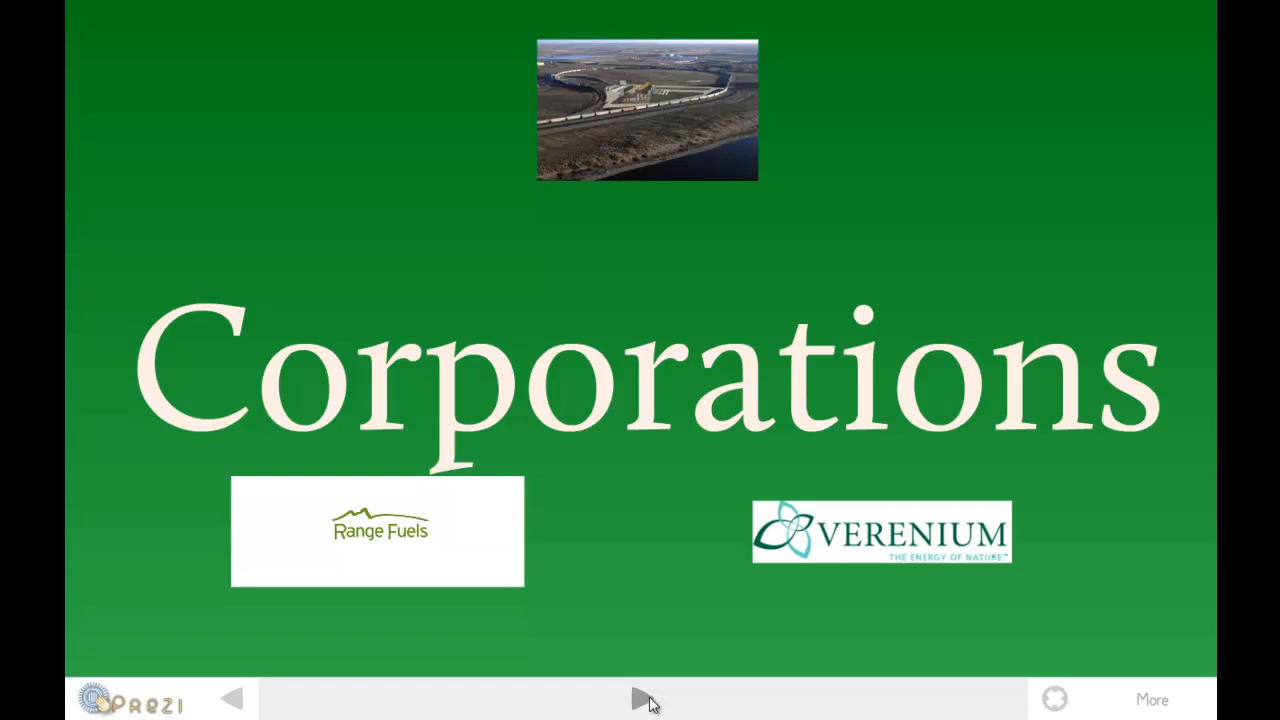 Corporations
Range Fuels
VERENIUM
THE ENERGY OF NATURE™
PREZI
More